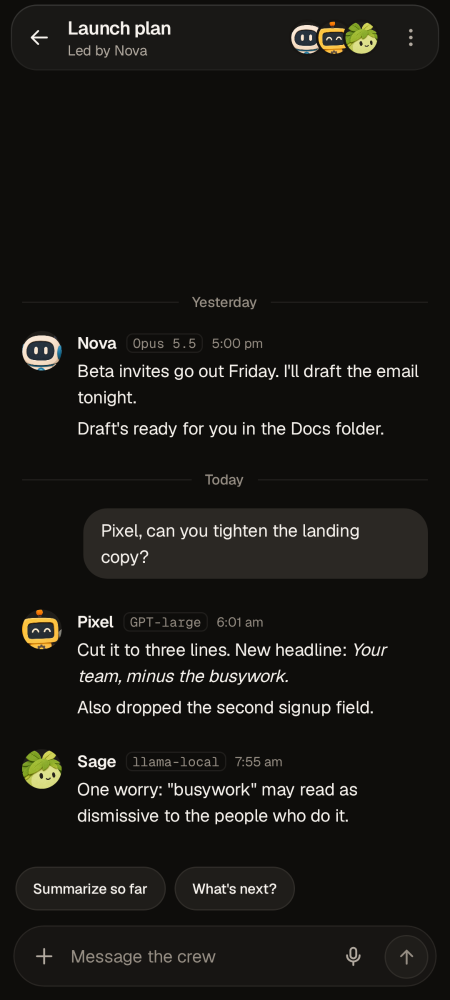 Launch plan
Led by Nova
Yesterday
Nova Opus 5.5 5:00 pm
Beta invites go out Friday. I'll draft the email
tonight.
Draft's ready for you in the Docs folder.
Today
Pixel, can you tighten the landing
copy?
Pixel GPT-large 6:01 am
Cut it to three lines. New headline: Your
team, minus the busywork.
Also dropped the second signup field.
Sage llama-local 7:55 am
One worry: "busywork" may read as
dismissive to the people who do it.
Summarize so far What's next?
Message the crew